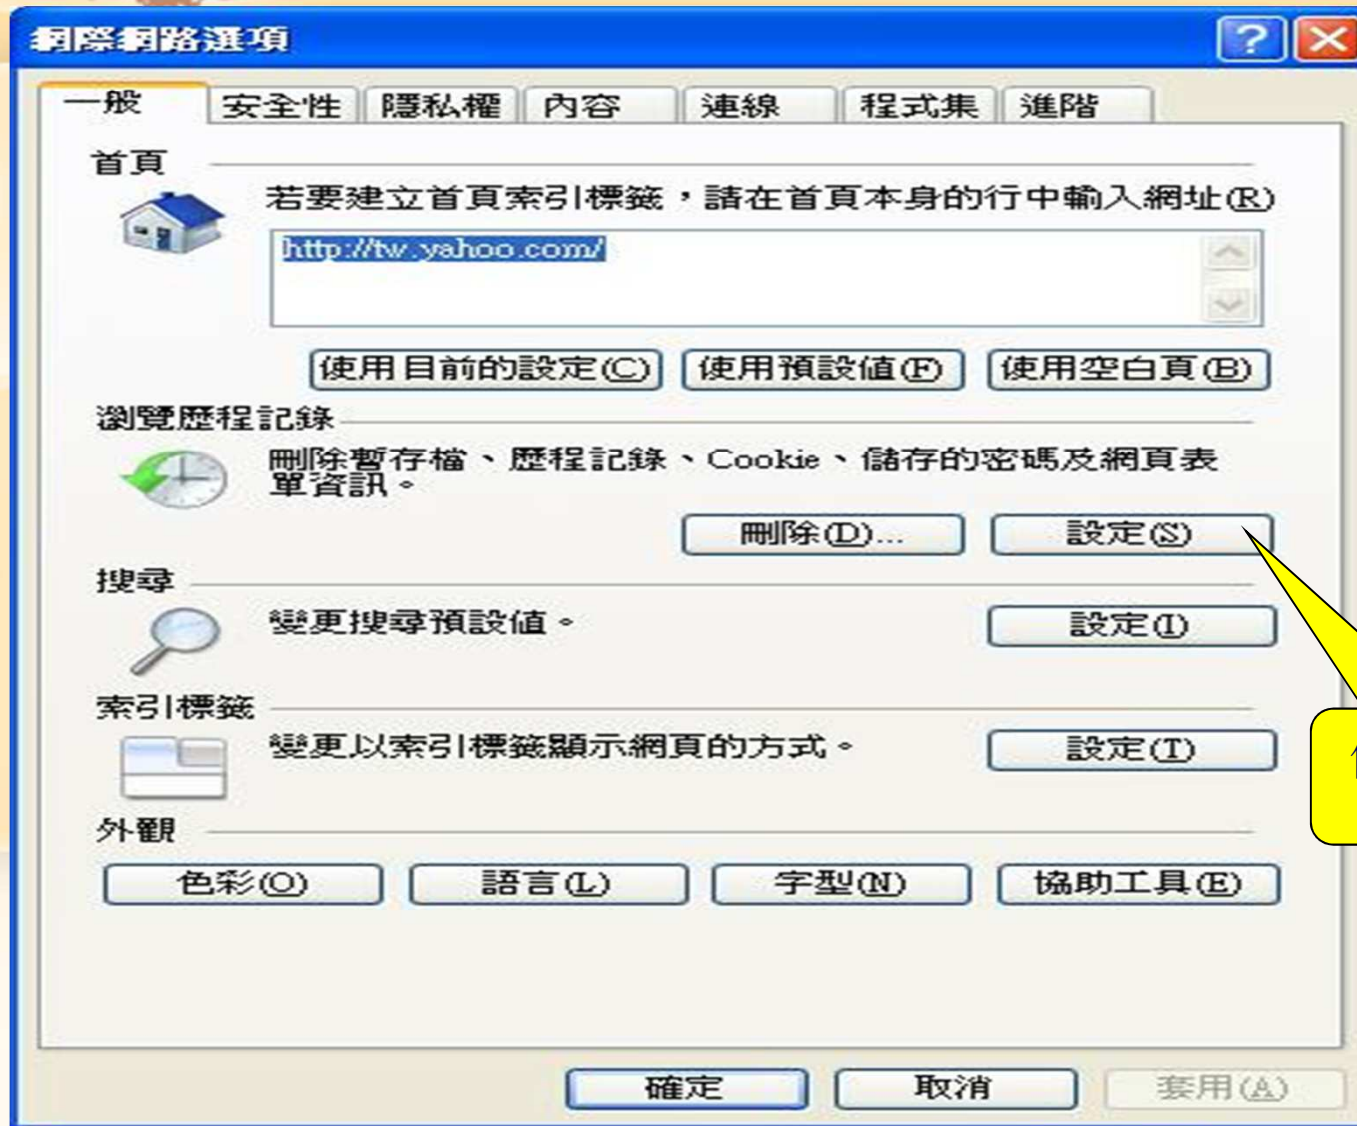 網際網路選項
一般 安全性 隱私權 內容 連線 程式集 進階
首頁
若要建立首頁索引標籤，請在首頁本身的行中輸入網址(R)
http://tw.yahoo.com/
使用目前的設定(C) 使用預設值(F) 使用空白頁(B)
瀏覽歷程記錄
刪除暫存檔、歷程記錄、Cookie、儲存的密碼及網頁表
單資訊。
刪除(D)... 設定(S)
搜尋
變更搜尋預設值。 設定(I)
索引標籤
變更以索引標籤顯示網頁的方式。 設定(T)
外觀
色彩(O) 語言(L) 字型(N) 協助工具(E)
確定 取消 套用(A)